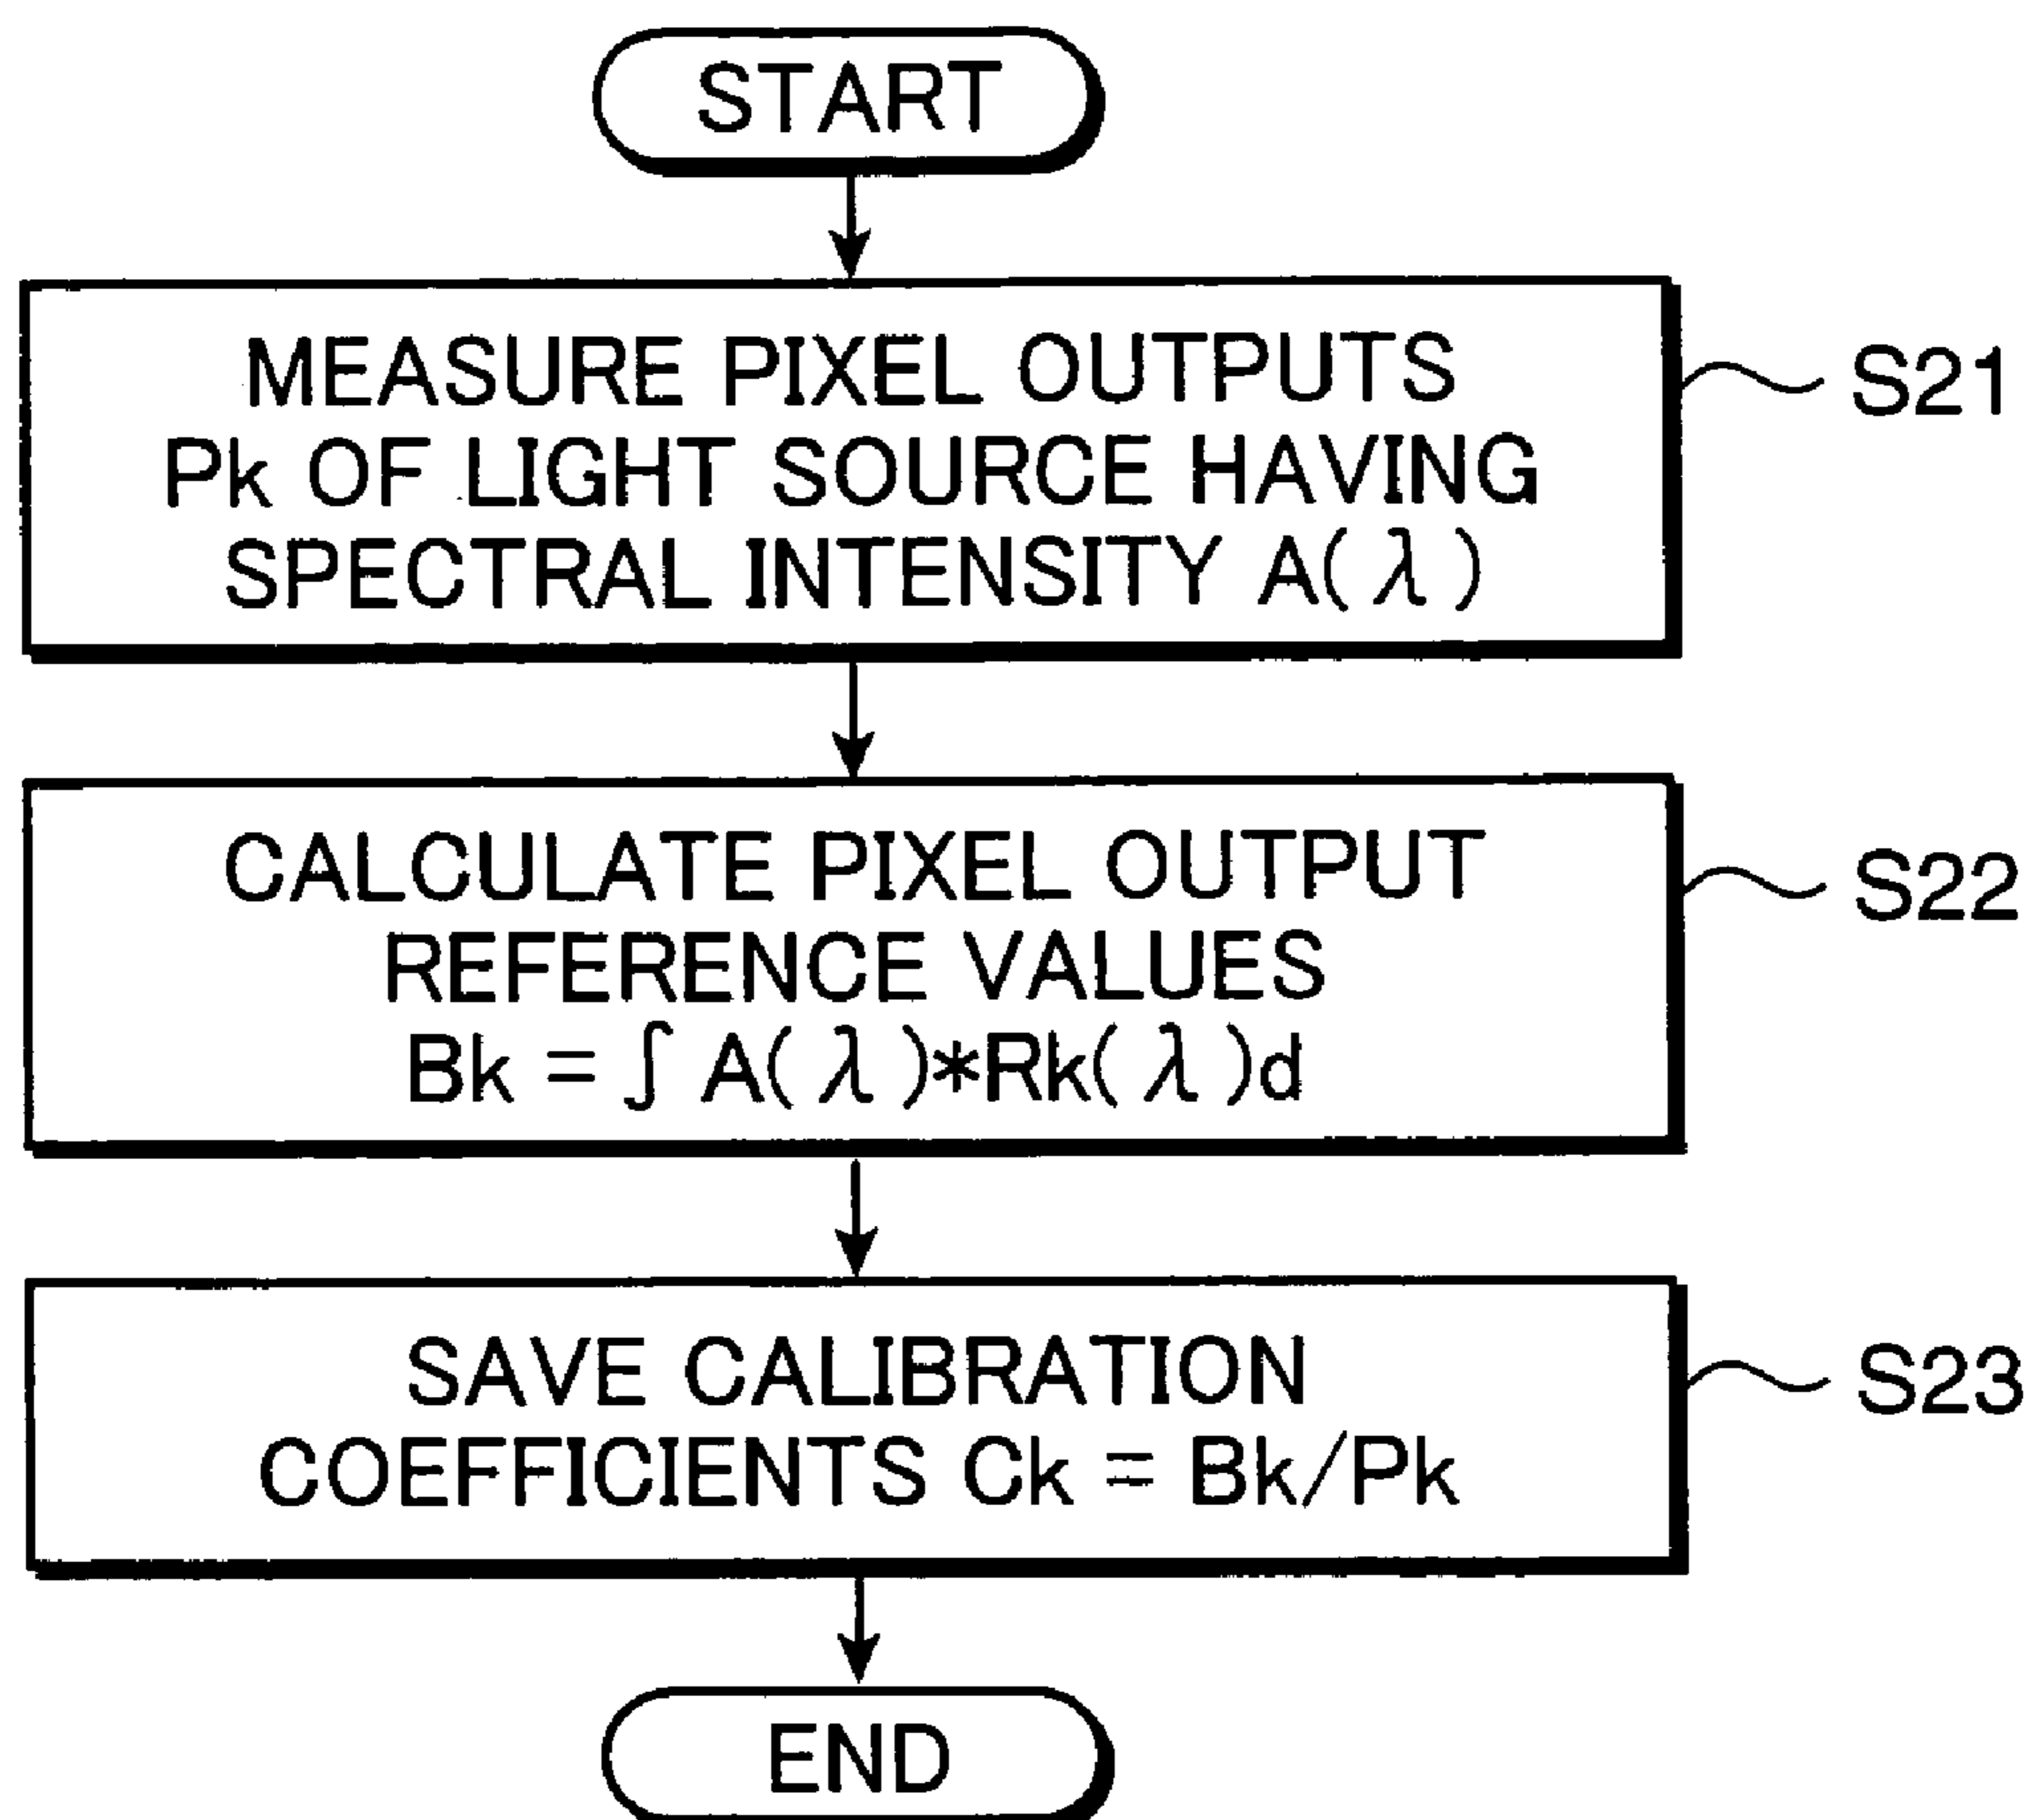 START
MEASURE PIXEL OUTPUTS
Pk OF LIGHT SOURCE HAVING
SPECTRAL INTENSITY A(λ)
S21
CALCULATE PIXEL OUTPUT
REFERENCE VALUES
Bk = ∫ A(λ)*Rk(λ)d
S22
SAVE CALIBRATION
COEFFICIENTS Ck = Bk/Pk
S23
END